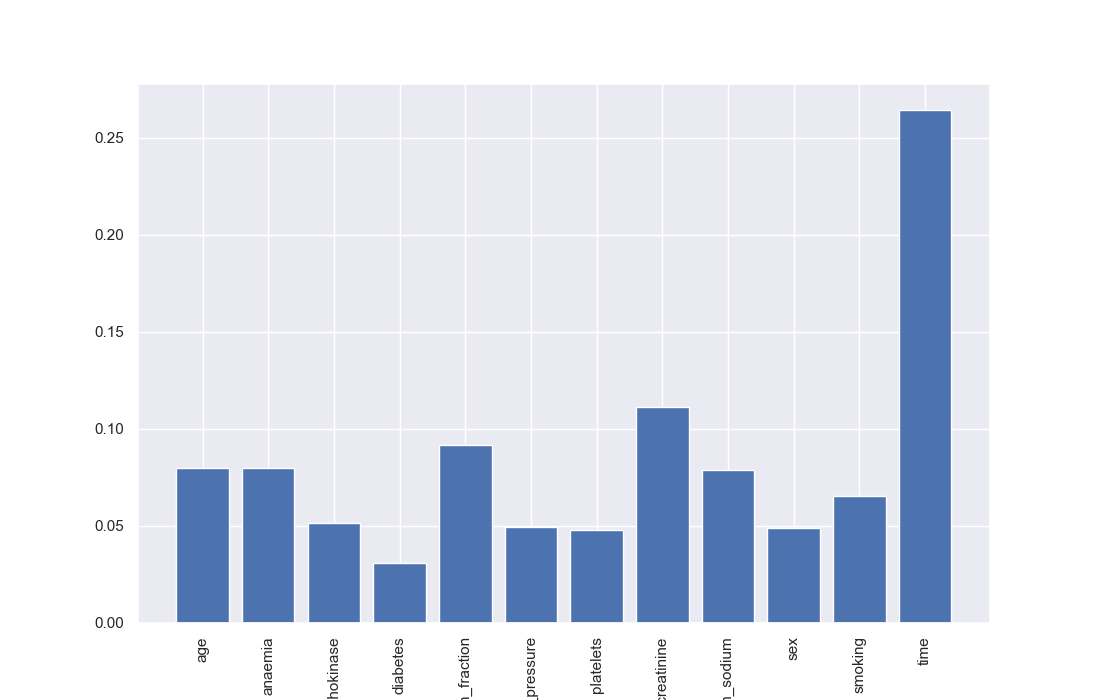 0.25
0.20
0.15
0.10
0.05
0.00
age
anaemia
hokinase
diabetes
n_fraction
_pressure
platelets
creatinine
n_sodium
sex
smoking
time